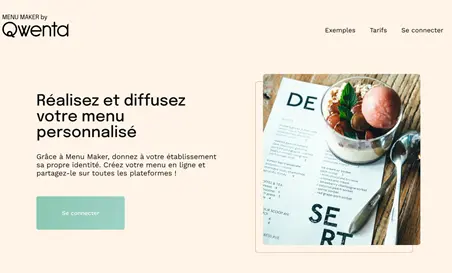 MENU MAKER by
Qwenta
Exemples Tarifs Se connecter
Réalisez et diffusez
votre menu
personnalisé
Grâce à Menu Maker, donnez à votre établissement
sa propre identité. Créez votre menu en ligne et
partagez-le sur toutes les plateformes !
Se connecter
DE
SER
RT